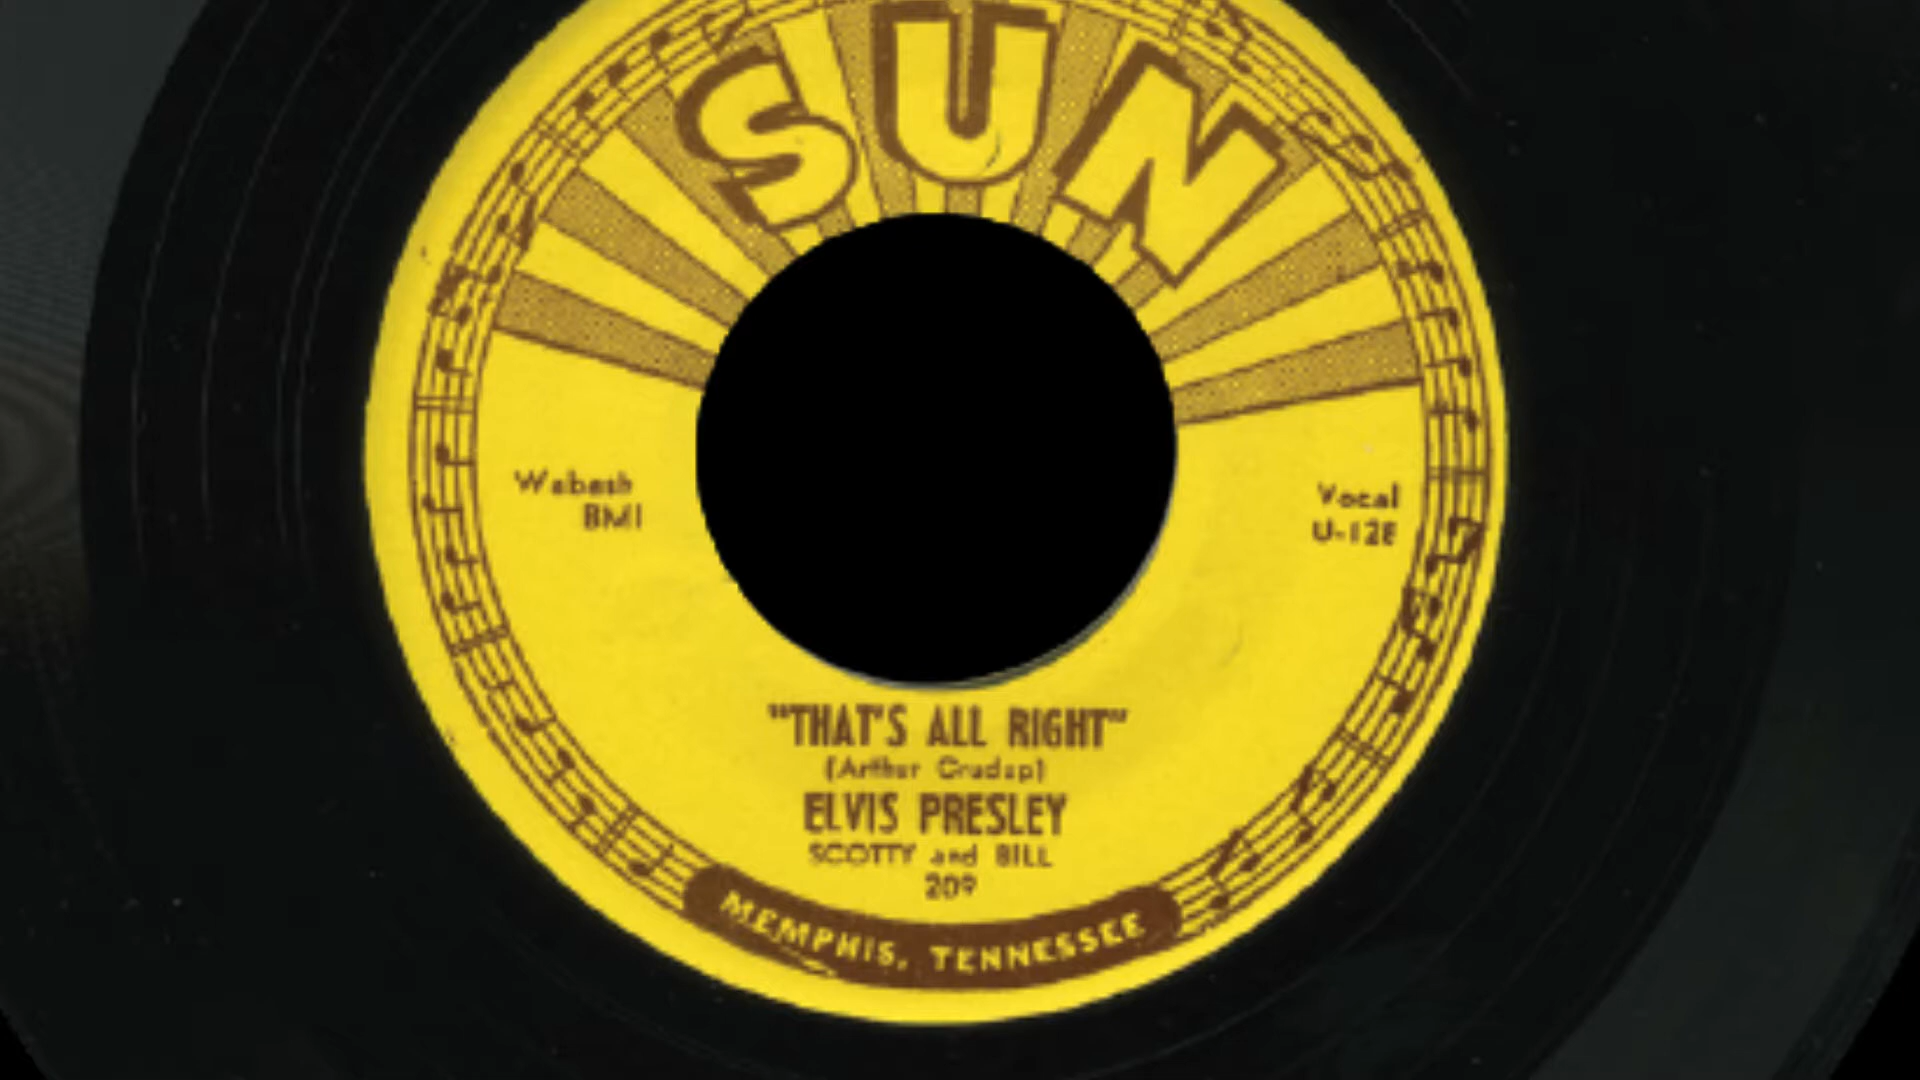 SUN
Wabash
BMI
Vocal
U-128
"THAT'S ALL RIGHT"
(Arthur Crudup)
ELVIS PRESLEY
SCOTTY and BILL
209
MEMPHIS, TENNESSEE